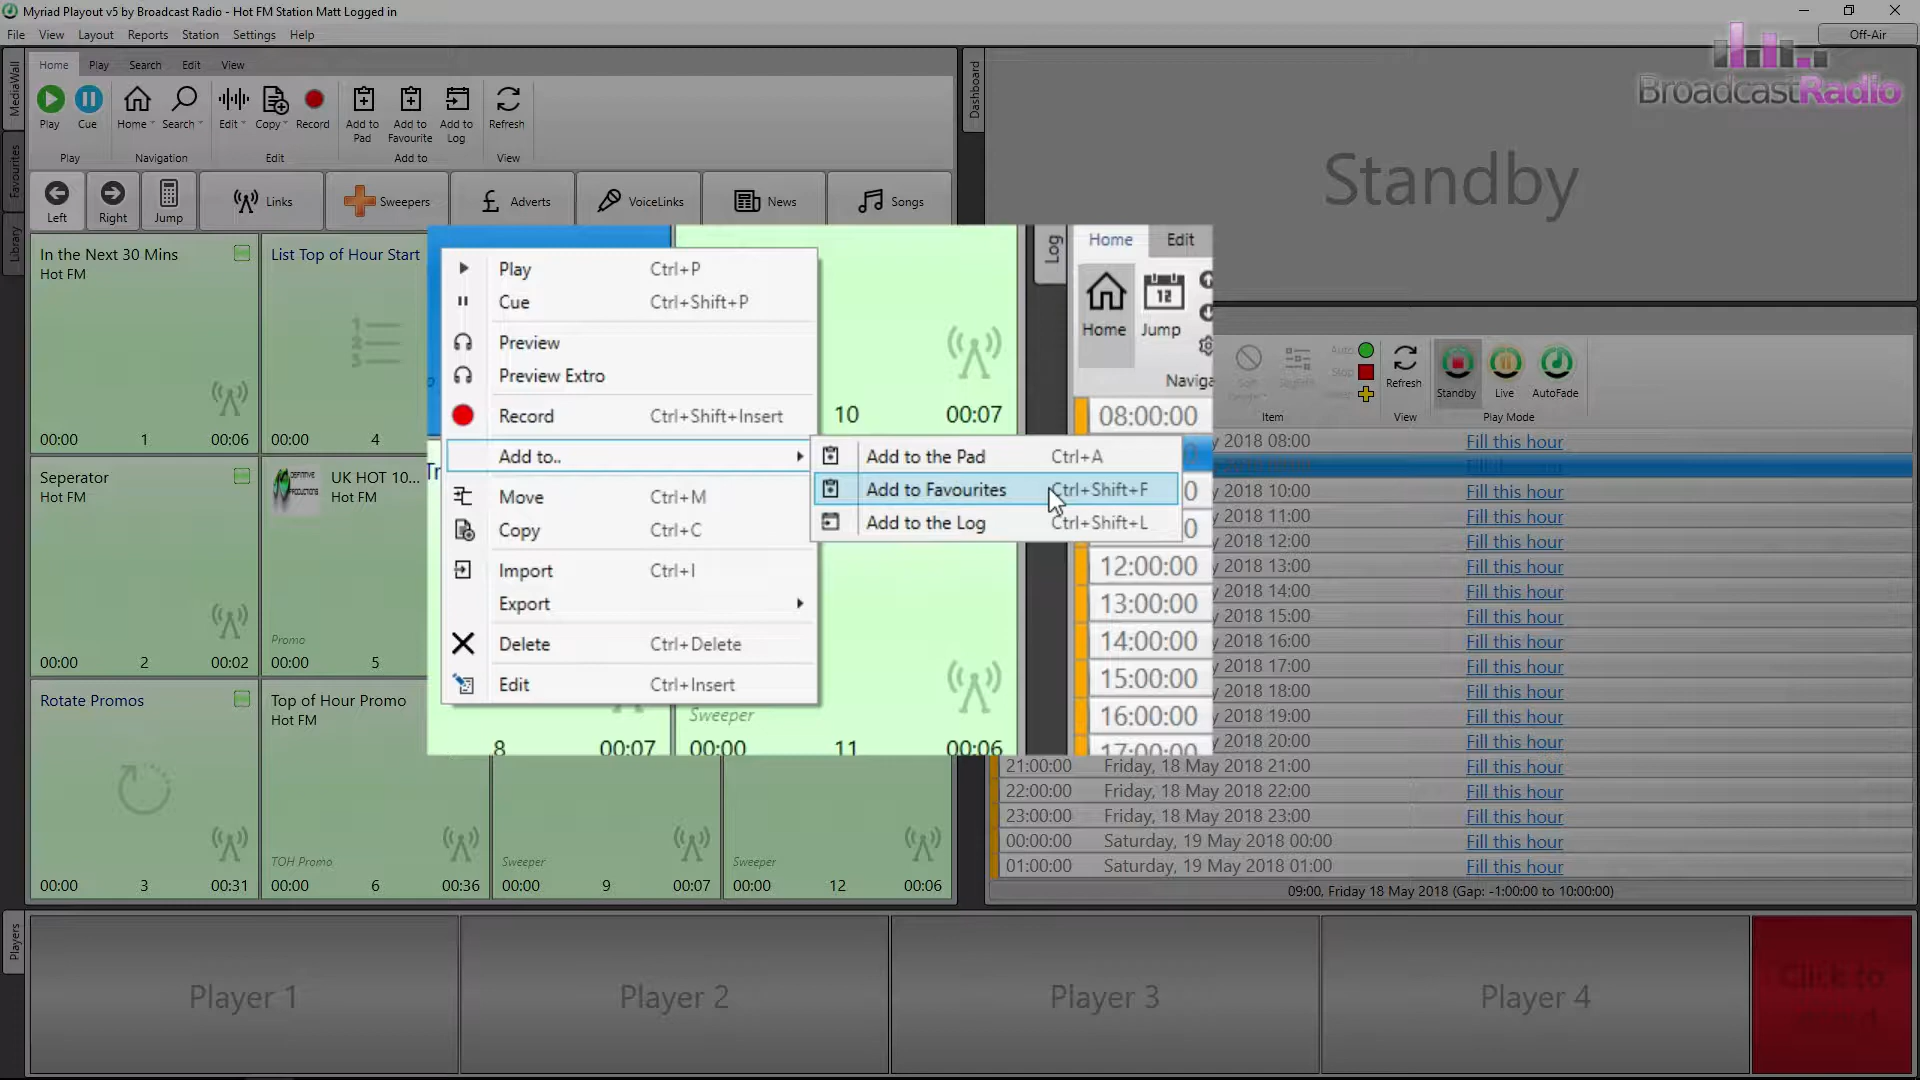 Myriad Playout v5 by Broadcast Radio - Hot FM Station Matt Logged in
File View Layout Reports Station Settings Help
Off-Air
BroadcastRadio
MediaWall
Favourites
Library
Home Play Search Edit View
Play Cue Home Search Edit Copy Record Add to Pad Add to Favourite Add to Log Refresh
Play Navigation Edit Add to View
Left Right Jump Links Sweepers Adverts VoiceLinks News Songs
In the Next 30 Mins
Hot FM
00:00 1 00:06
List Top of Hour Start
00:00 4
Seperator
Hot FM
00:00 2 00:02
UK HOT 10...
Hot FM
Promo
00:00 5
Rotate Promos
00:00 3 00:31
Top of Hour Promo
Hot FM
TOH Promo
00:00 6 00:36
Sweeper
00:00 9 00:07
Sweeper
00:00 12 00:06
Play Ctrl+P
Cue Ctrl+Shift+P
Preview
Preview Extro
Record Ctrl+Shift+Insert
Add to..
Move Ctrl+M
Copy Ctrl+C
Import Ctrl+I
Export
Delete Ctrl+Delete
Edit Ctrl+Insert
Add to the Pad Ctrl+A
Add to Favourites Ctrl+Shift+F
Add to the Log Ctrl+Shift+L
10 00:07
8 00:07
Sweeper
00:00 11 00:06
Dashboard
Standby
Log
Home Edit
12
Home Jump
Naviga
08:00:00
12:00:00
13:00:00
14:00:00
15:00:00
16:00:00
17:00:00
Auto
Stop
Refresh Standby Live AutoFade
Item View Play Mode
y 2018 08:00 Fill this hour
y 2018 10:00 Fill this hour
y 2018 11:00 Fill this hour
y 2018 12:00 Fill this hour
y 2018 13:00 Fill this hour
y 2018 14:00 Fill this hour
y 2018 15:00 Fill this hour
y 2018 16:00 Fill this hour
y 2018 17:00 Fill this hour
y 2018 18:00 Fill this hour
y 2018 19:00 Fill this hour
y 2018 20:00 Fill this hour
21:00:00 Friday, 18 May 2018 21:00 Fill this hour
22:00:00 Friday, 18 May 2018 22:00 Fill this hour
23:00:00 Friday, 18 May 2018 23:00 Fill this hour
00:00:00 Saturday, 19 May 2018 00:00 Fill this hour
01:00:00 Saturday, 19 May 2018 01:00 Fill this hour
09:00, Friday 18 May 2018 (Gap: -1:00:00 to 10:00:00)
Players
Player 1 Player 2 Player 3 Player 4
Click to